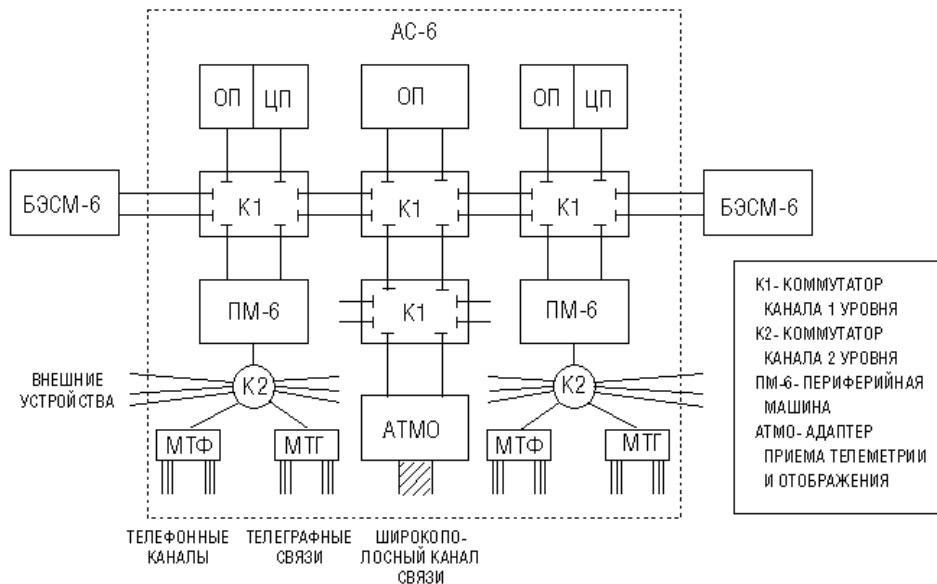 АС-6
ОП ЦП
ОП
ОП ЦП
БЭСМ-6
К1
К1
К1
БЭСМ-6
ПМ-6
К1
ПМ-6
К2
К2
ВНЕШНИЕ
УСТРОЙСТВА
МТФ
МТГ
АТМО
МТФ
МТГ
ТЕЛЕФОННЫЕ
КАНАЛЫ
ТЕЛЕГРАФНЫЕ
СВЯЗИ
ШИРОКОПО-
ЛОСНЫЙ КАНАЛ
СВЯЗИ
К1- КОММУТАТОР
КАНАЛА 1 УРОВНЯ
К2- КОММУТАТОР
КАНАЛА 2 УРОВНЯ
ПМ-6- ПЕРИФЕРИЙНАЯ
МАШИНА
АТМО- АДАПТЕР
ПРИЕМА ТЕЛЕМЕТРИИ
И ОТОБРАЖЕНИЯ